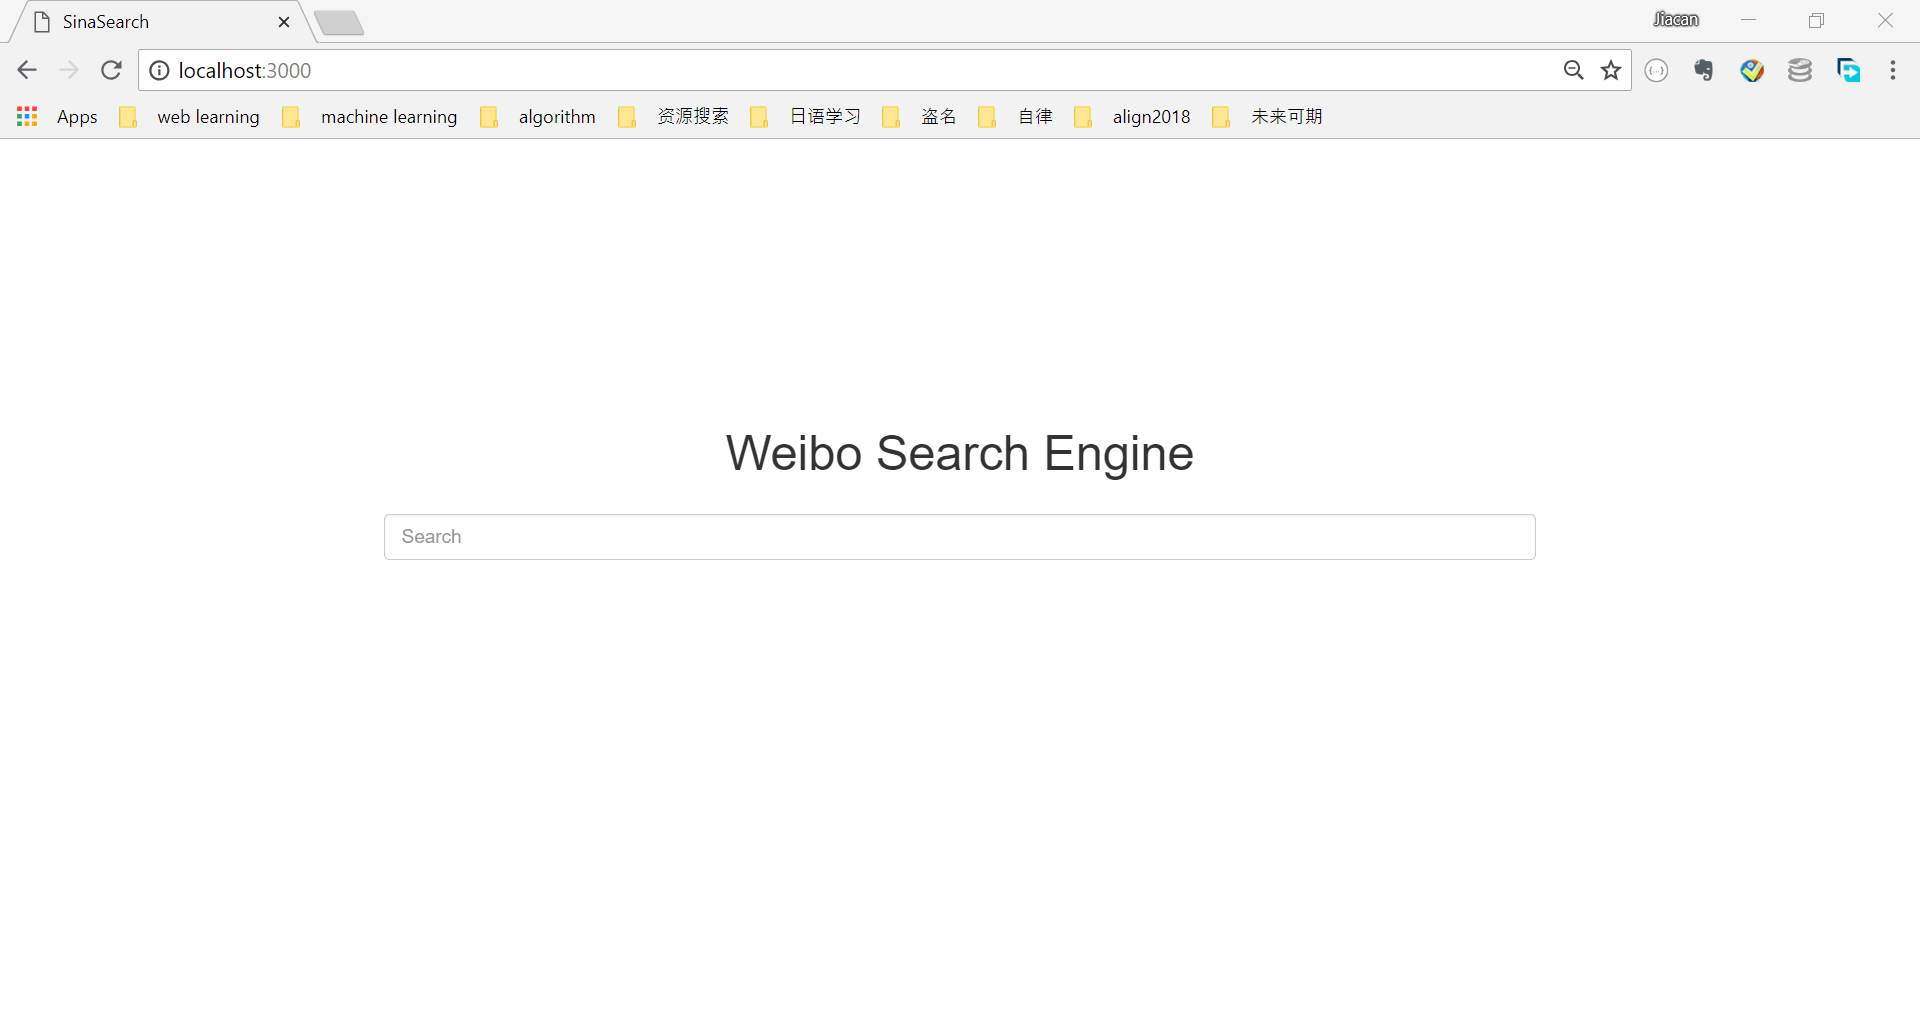 SinaSearch
Jiacan
localhost:3000
Apps web learning machine learning algorithm 资源搜索 日语学习 盗名 自律 align2018 未来可期
Weibo Search Engine
Search